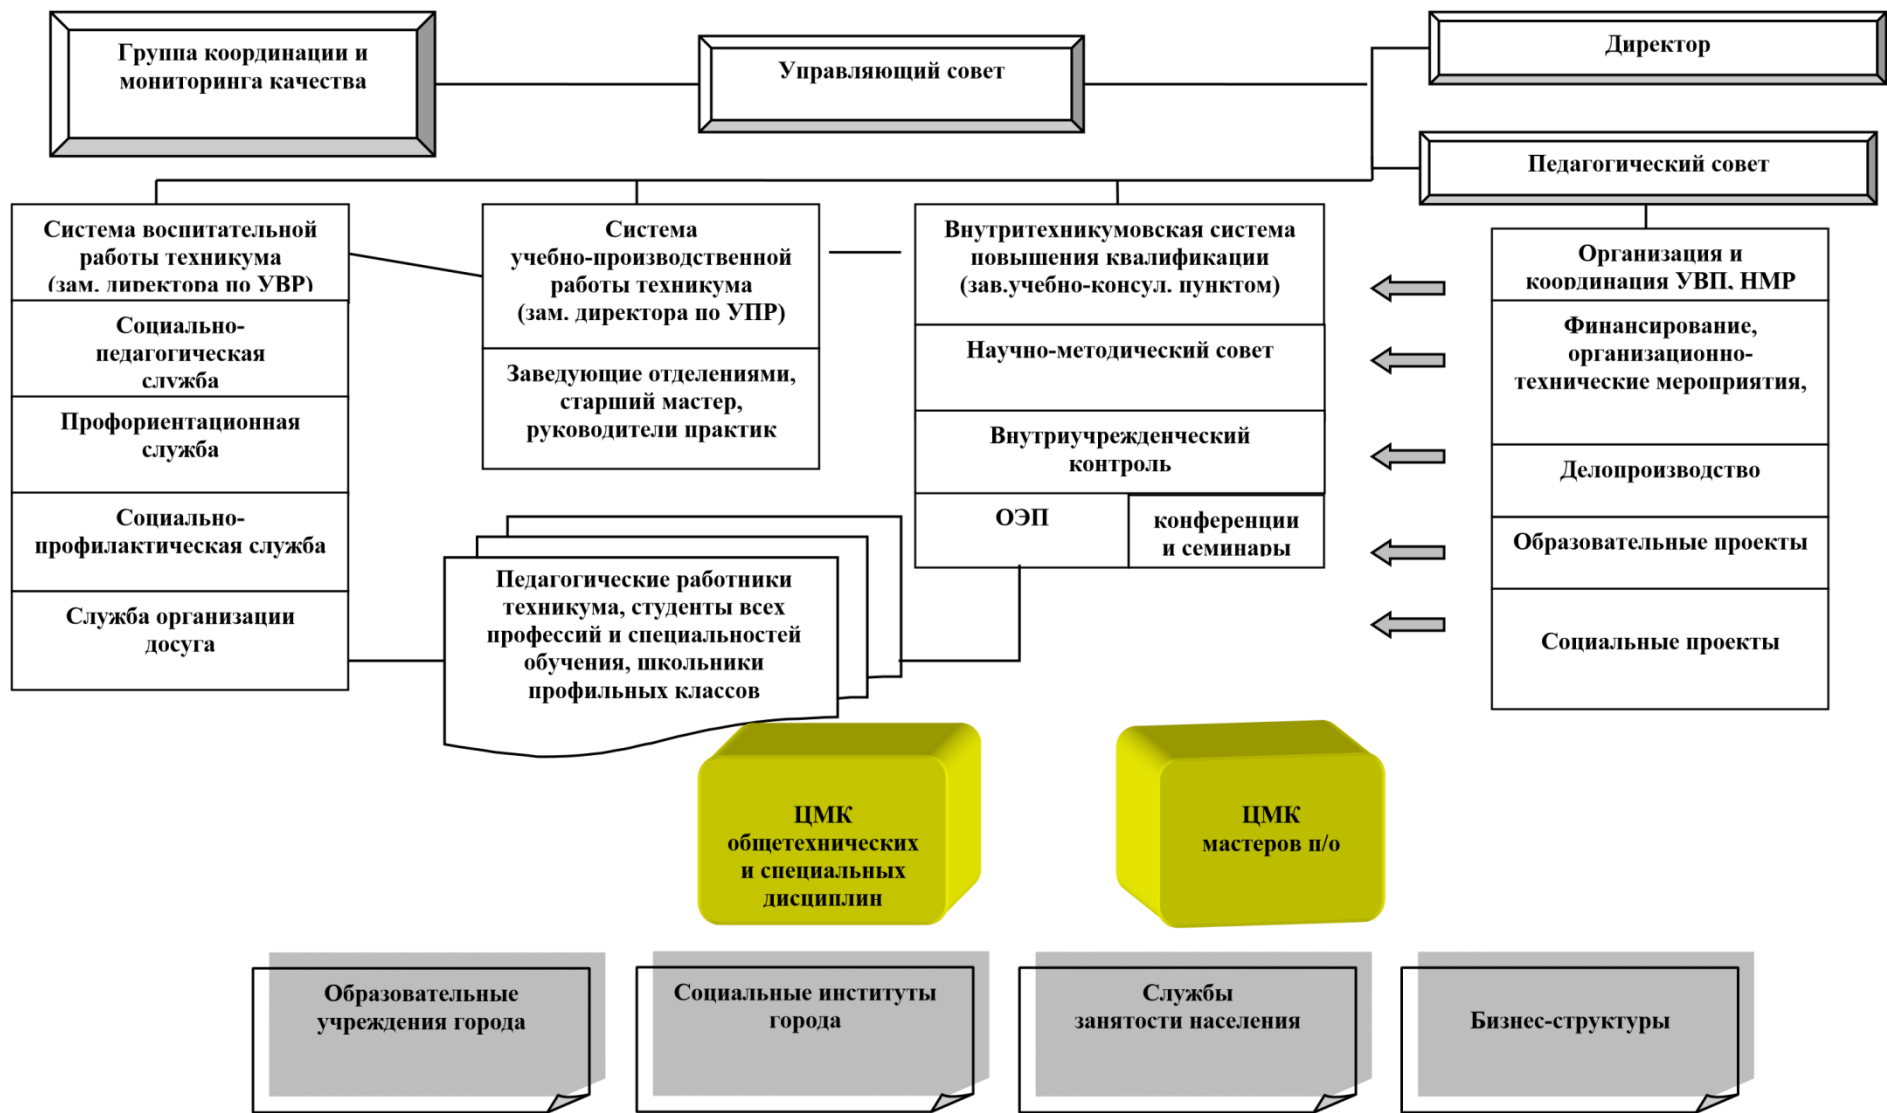 Группа координации и
мониторинга качества
Управляющий совет
Директор
Педагогический совет
Система воспитательной
работы техникума
(зам. директора по УВР)
Социально-
педагогическая
служба
Профориентационная
служба
Социально-
профилактическая служба
Служба организации
досуга
Система
учебно-производственной
работы техникума
(зам. директора по УПР)
Заведующие отделениями,
старший мастер,
руководители практик
Внутритехникумовская система
повышения квалификации
(зав.учебно-консул. пунктом)
Научно-методический совет
Внутриучрежденческий
контроль
ОЭП
конференции
и семинары
Организация и
координация УВП, НМР
Финансирование,
организационно-
технические мероприятия,
Делопроизводство
Образовательные проекты
Социальные проекты
Педагогические работники
техникума, студенты всех
профессий и специальностей
обучения, школьники
профильных классов
ЦМК
общетехнических
и специальных
дисциплин
ЦМК
мастеров п/о
Образовательные
учреждения города
Социальные институты
города
Службы
занятости населения
Бизнес-структуры